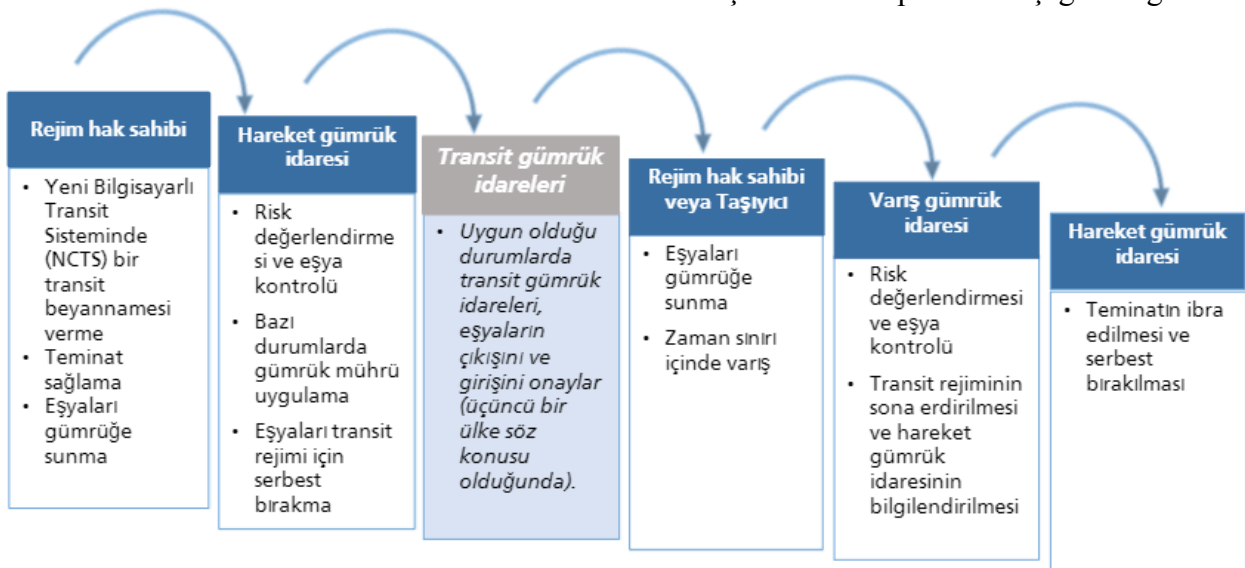 Rejim hak sahibi
• Yeni Bilgisayarlı
Transit
Sisteminde
(NCTS) bir
transit
beyannamesi
verme
• Teminat
sağlama
• Eşyaları
gümrüğe
sunma
Hareket gümrük
idaresi
• Risk
değerlendirme
si ve eşya
kontrolü
• Bazı
durumlarda
gümrük mührü
uygulama
• Eşyaları transit
rejimi için
serbest
bırakma
Transit gümrük
idareleri
• Uygun olduğu
durumlarda
transit gümrük
idareleri,
eşyaların
çıkışını ve
girişini onaylar
(üçüncü bir
ülke söz
konusu
olduğunda).
Rejim hak sahibi
veya Taşıyıcı
• Eşyaları
gümrüğe
sunma
• Zaman sınırı
içinde varış
Varış gümrük
idaresi
• Risk
değerlendirmesi
ve eşya
kontrolü
• Transit rejiminin
sona erdirilmesi
ve hareket
gümrük
idaresinin
bilgilendirilmesi
Hareket gümrük
idaresi
• Teminatın ibra
edilmesi ve
serbest
bırakılması